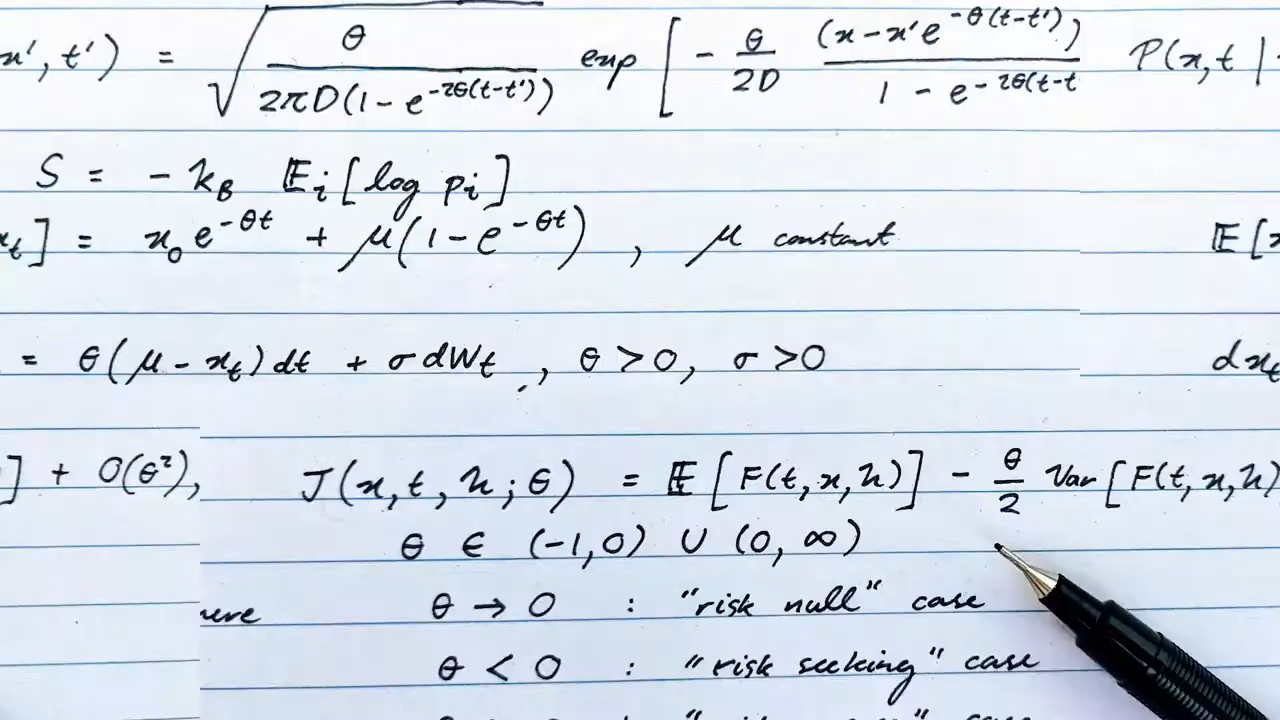 x', t') = √(θ / 2πD(1 - e^{-2θ(t-t')})) exp [ - θ/2D (x - x'e^{-θ(t-t')}) / 1 - e^{-2θ(t-t P(x, t |
S = - k_B 𝔼_i [log p_i]
x_t] = x_0 e^{-θt} + μ(1 - e^{-θt}) , μ constant 𝔼[x
= θ(μ - x_t) dt + σ dW_t , θ > 0, σ > 0 dx_t
] + O(θ²), J(x, t, h; θ) = 𝔼[F(t, x, h)] - θ/2 Var[F(t, x, h)
θ ∈ (-1, 0) ∪ (0, ∞)
ere θ → 0 : "risk null" case
θ < 0 : "risk seeking" case